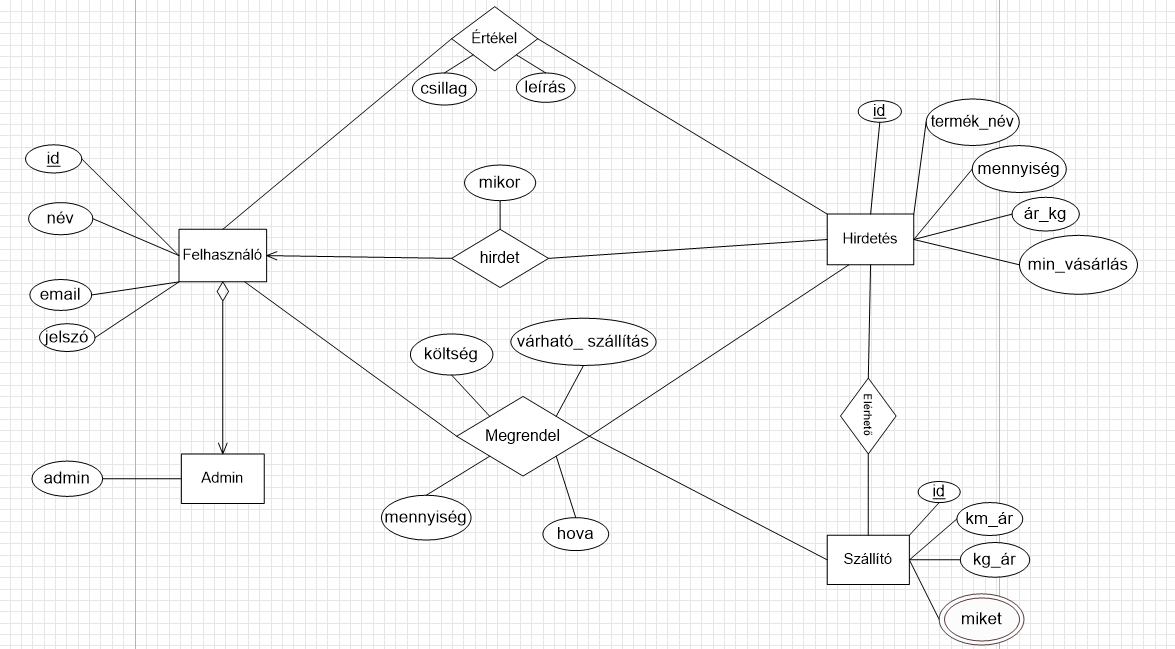 Értékel
csillag
leírás
id
termék_név
mennyiség
ár_kg
min_vásárlás
Hirdetés
id
név
email
jelszó
Felhasználó
mikor
hirdet
költség
várható_ szállítás
Megrendel
mennyiség
hova
Elérhető
admin
Admin
id
km_ár
kg_ár
miket
Szállító